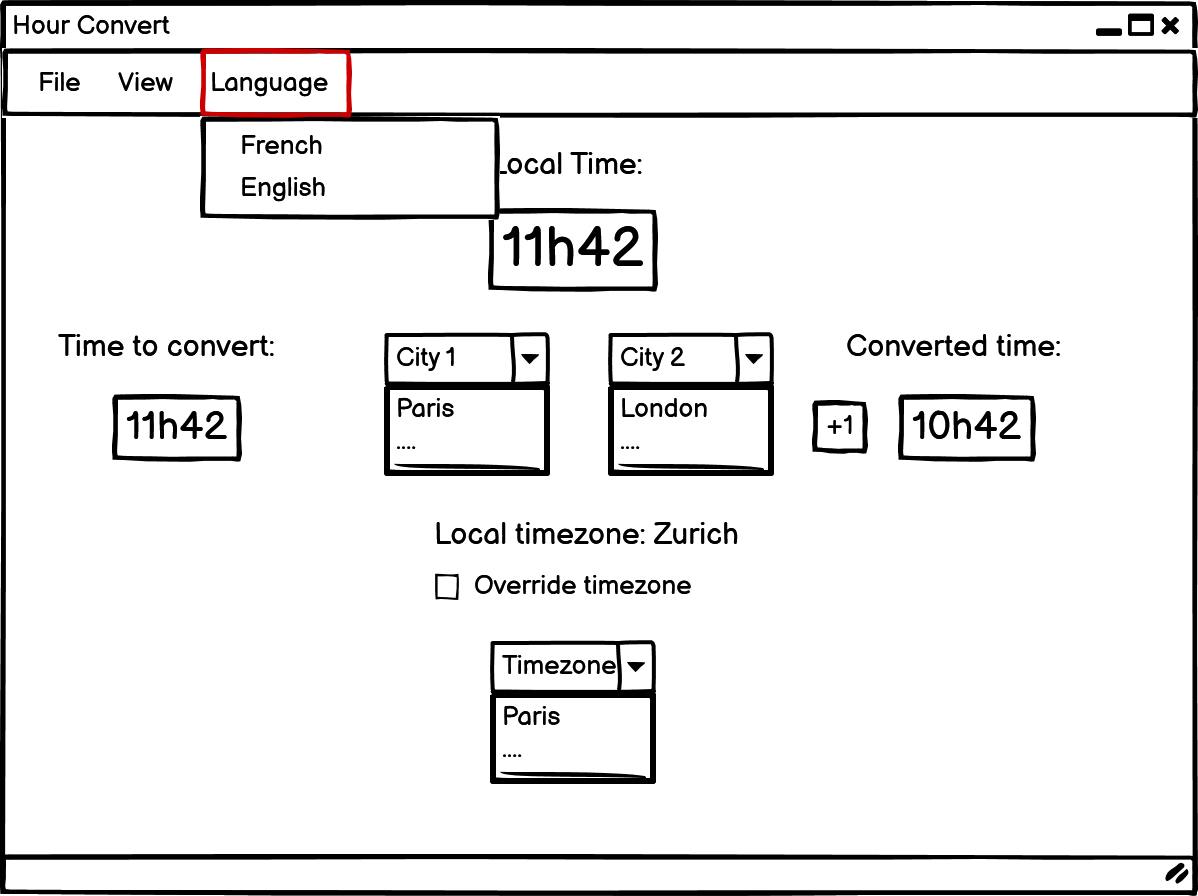 Hour Convert
File View Language
French
English
Local Time:
11h42
Time to convert:
City 1
City 2
Converted time:
11h42
Paris
....
London
....
+1
10h42
Local timezone: Zurich
Override timezone
Timezone
Paris
....